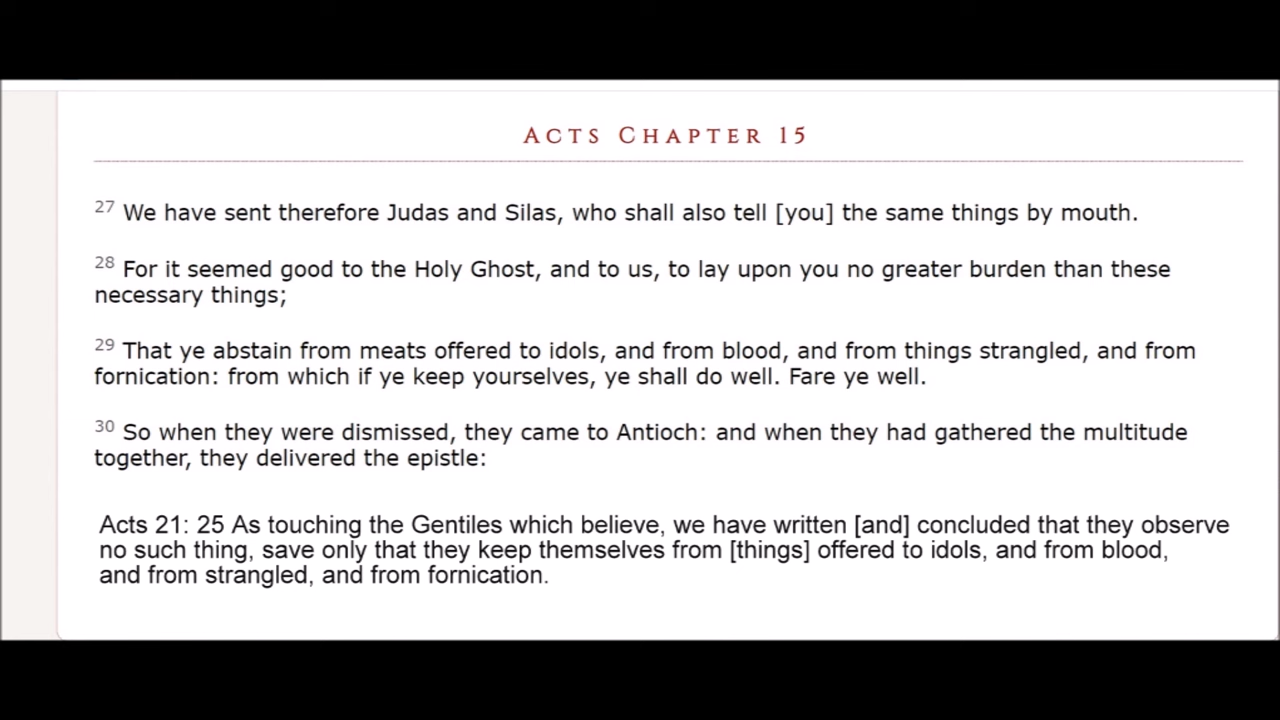 Acts Chapter 15
27 We have sent therefore Judas and Silas, who shall also tell [you] the same things by mouth.
28 For it seemed good to the Holy Ghost, and to us, to lay upon you no greater burden than these
necessary things;
29 That ye abstain from meats offered to idols, and from blood, and from things strangled, and from
fornication: from which if ye keep yourselves, ye shall do well. Fare ye well.
30 So when they were dismissed, they came to Antioch: and when they had gathered the multitude
together, they delivered the epistle:
Acts 21: 25 As touching the Gentiles which believe, we have written [and] concluded that they observe
no such thing, save only that they keep themselves from [things] offered to idols, and from blood,
and from strangled, and from fornication.